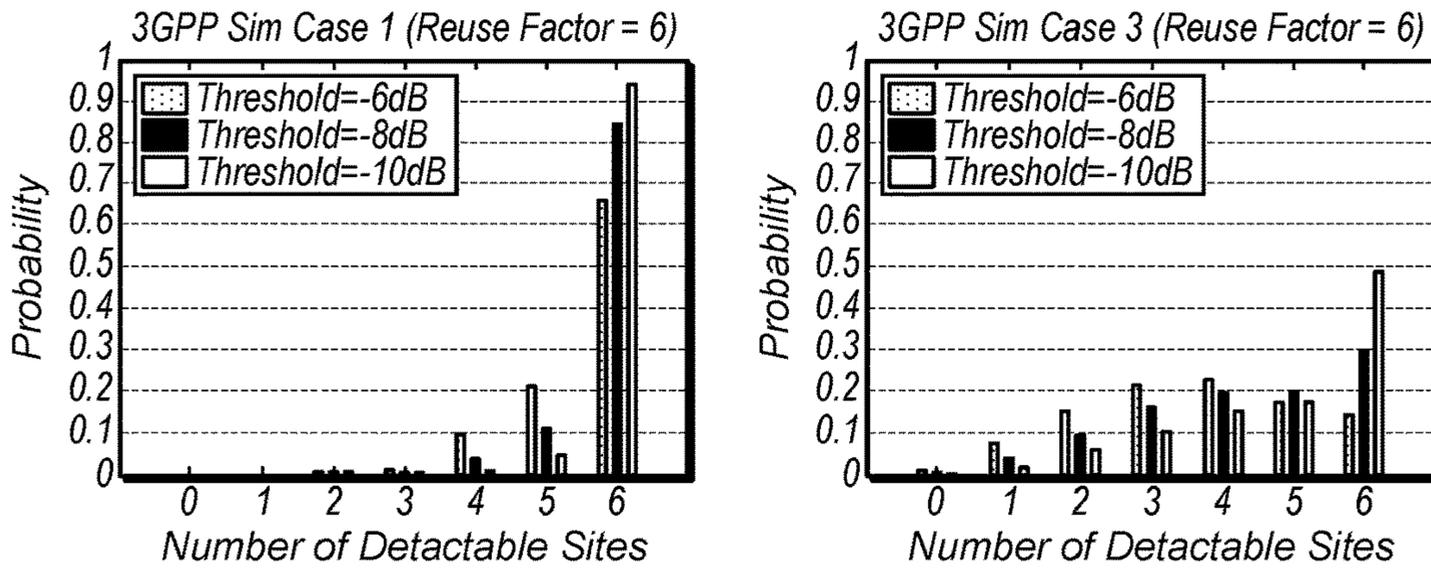 3GPP Sim Case 1 (Reuse Factor = 6)
Probability
1
0.9
0.8
0.7
0.6
0.5
0.4
0.3
0.2
0.1
0
Threshold=-6dB
Threshold=-8dB
Threshold=-10dB
0 1 2 3 4 5 6
Number of Detactable Sites
3GPP Sim Case 3 (Reuse Factor = 6)
Probability
1
0.9
0.8
0.7
0.6
0.5
0.4
0.3
0.2
0.1
0
Threshold=-6dB
Threshold=-8dB
Threshold=-10dB
0 1 2 3 4 5 6
Number of Detactable Sites